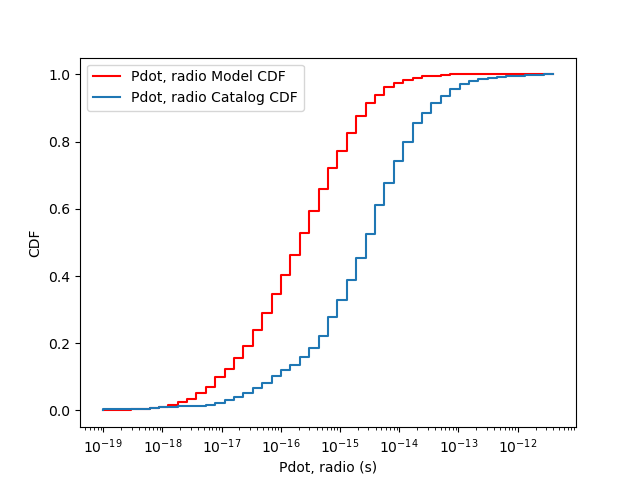 Pdot, radio Model CDF
Pdot, radio Catalog CDF
1.0
0.8
0.6
0.4
0.2
0.0
CDF
10⁻¹⁹ 10⁻¹⁸ 10⁻¹⁷ 10⁻¹⁶ 10⁻¹⁵ 10⁻¹⁴ 10⁻¹³ 10⁻¹²
Pdot, radio (s)